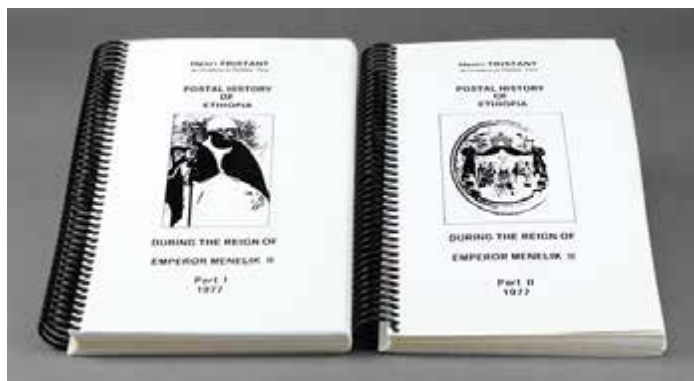 Henri TRISTANT
POSTAL HISTORY
OF
ETHIOPIA
DURING THE REIGN OF
EMPEROR MENELIK II
Part I
1977
Henri TRISTANT
POSTAL HISTORY
OF
ETHIOPIA
DURING THE REIGN OF
EMPEROR MENELIK II
Part II
1977